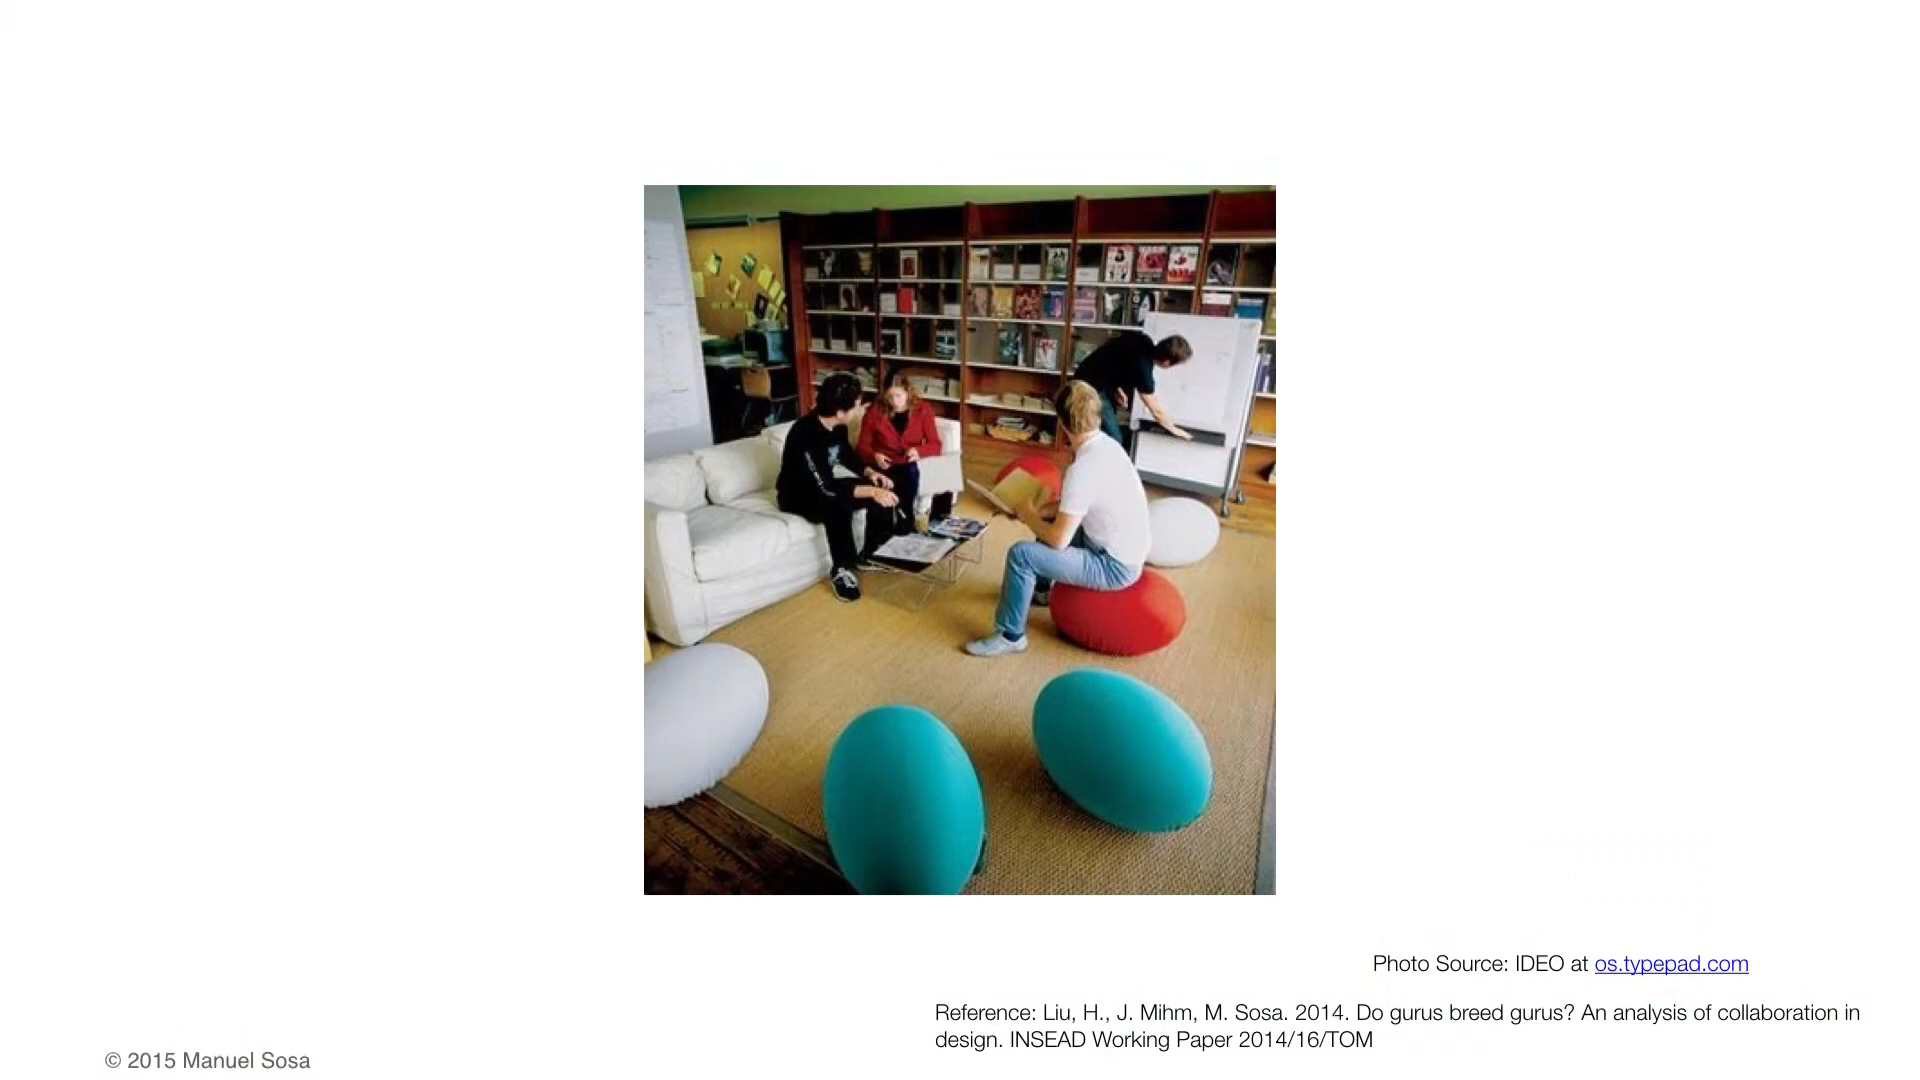 Photo Source: IDEO at os.typepad.com
Reference: Liu, H., J. Mihm, M. Sosa. 2014. Do gurus breed gurus? An analysis of collaboration in
design. INSEAD Working Paper 2014/16/TOM
© 2015 Manuel Sosa